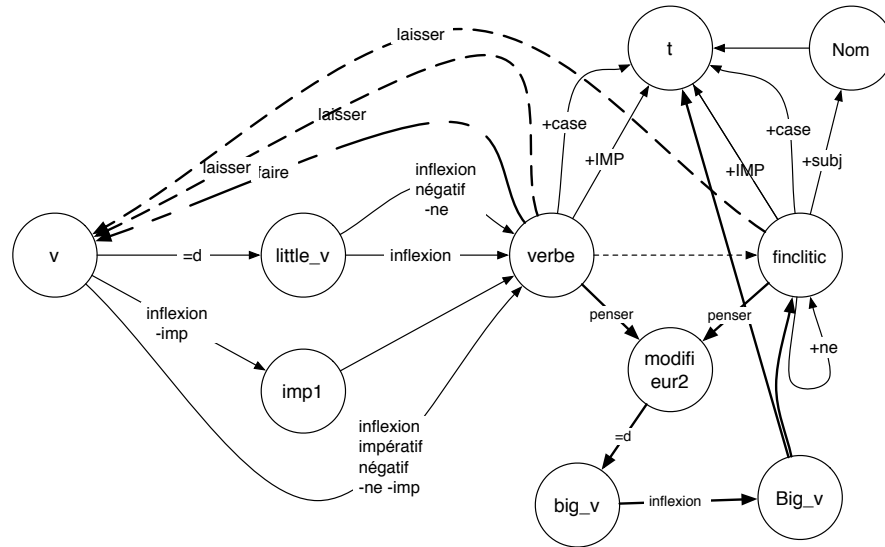 laisser
t
Nom
laisser
+case
+case
laisser
faire
inflexion
négatif
-ne
+IMP
+IMP
+subj
v
=d
little_v
inflexion
verbe
finclitic
inflexion
-imp
penser
penser
+ne
modifi
eur2
imp1
inflexion
impératif
négatif
-ne -imp
=d
big_v
inflexion
Big_v